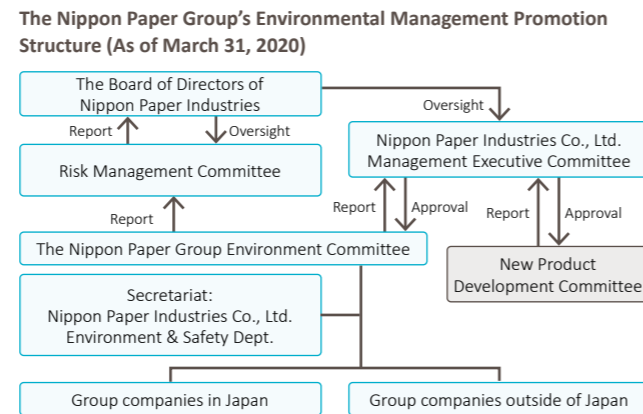 The Nippon Paper Group’s Environmental Management Promotion
Structure (As of March 31, 2020)
The Board of Directors of
Nippon Paper Industries
Oversight
Report
Oversight
Nippon Paper Industries Co., Ltd.
Management Executive Committee
Risk Management Committee
Report
Report
Approval
Report
Approval
The Nippon Paper Group Environment Committee
New Product
Development Committee
Secretariat:
Nippon Paper Industries Co., Ltd.
Environment & Safety Dept.
Group companies in Japan
Group companies outside of Japan